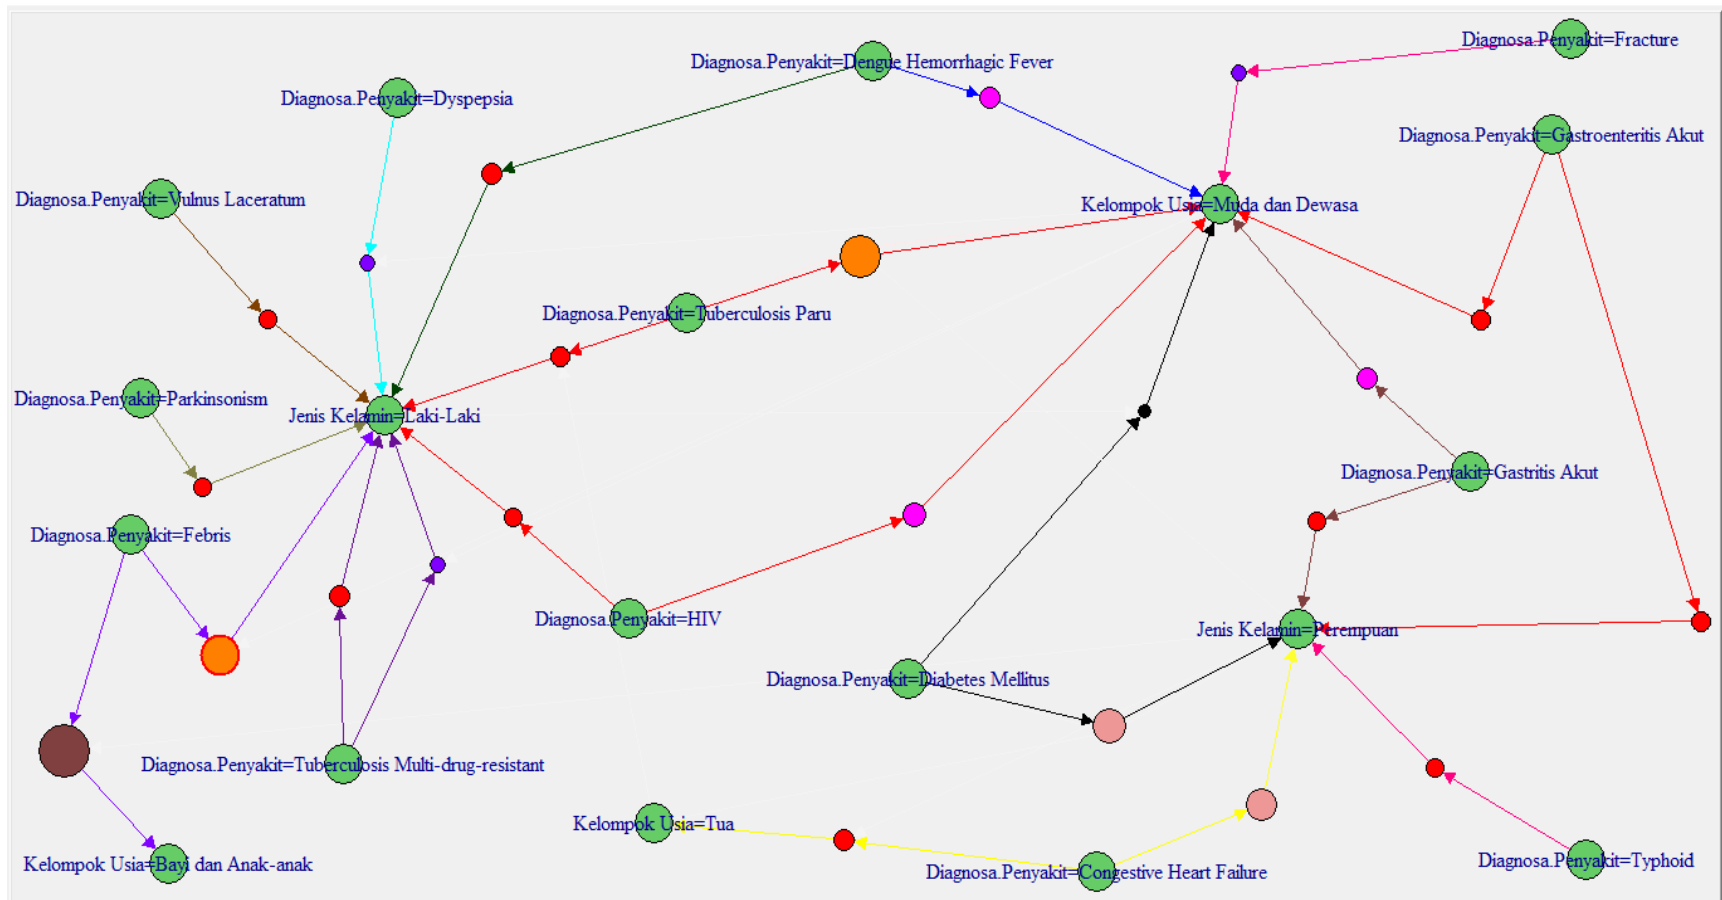 Diagnosa.Penyakit=Fracture
Diagnosa.Penyakit=Dengue Hemorrhagic Fever
Diagnosa.Penyakit=Dyspepsia
Diagnosa.Penyakit=Gastroenteritis Akut
Diagnosa.Penyakit=Vulnus Laceratum
Kelompok Usia=Muda dan Dewasa
Diagnosa.Penyakit=Tuberculosis Paru
Diagnosa.Penyakit=Parkinsonism
Jenis Kelamin=Laki-Laki
Diagnosa.Penyakit=Gastritis Akut
Diagnosa.Penyakit=Febris
Diagnosa.Penyakit=HIV
Jenis Kelamin=Perempuan
Diagnosa.Penyakit=Diabetes Mellitus
Diagnosa.Penyakit=Tuberculosis Multi-drug-resistant
Kelompok Usia=Tua
Kelompok Usia=Bayi dan Anak-anak
Diagnosa.Penyakit=Congestive Heart Failure
Diagnosa.Penyakit=Typhoid